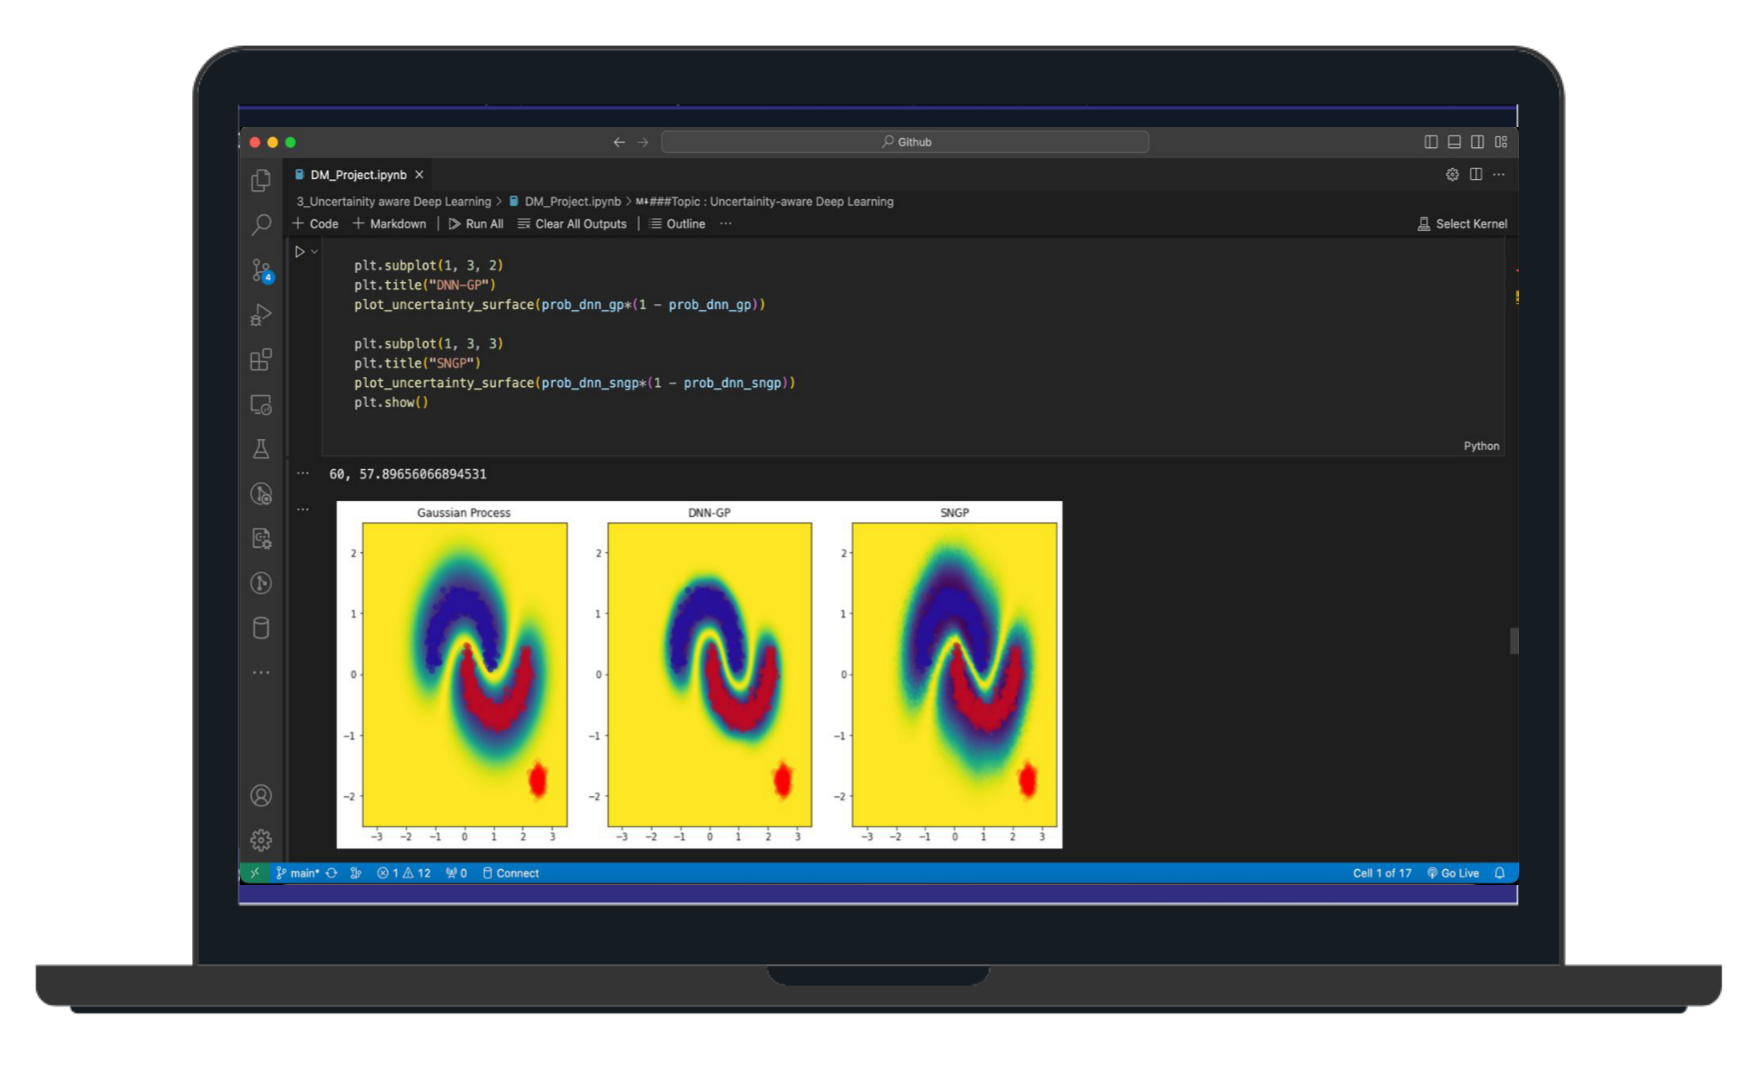 Github
DM_Project.ipynb
3_Uncertainity aware Deep Learning > DM_Project.ipynb > M↓###Topic : Uncertainity-aware Deep Learning
+ Code + Markdown | Run All Clear All Outputs | Outline ...
Select Kernel
4
plt.subplot(1, 3, 2)
plt.title("DNN-GP")
plot_uncertainty_surface(prob_dnn_gp*(1 - prob_dnn_gp))
plt.subplot(1, 3, 3)
plt.title("SNGP")
plot_uncertainty_surface(prob_dnn_sngp*(1 - prob_dnn_sngp))
plt.show()
Python
60, 57.89656066894531
Gaussian Process
2
1
0
-1
-2
-3 -2 -1 0 1 2 3
DNN-GP
2
1
0
-1
-2
-3 -2 -1 0 1 2 3
SNGP
2
1
0
-1
-2
-3 -2 -1 0 1 2 3
main* 1 12 0 Connect
Cell 1 of 17 Go Live